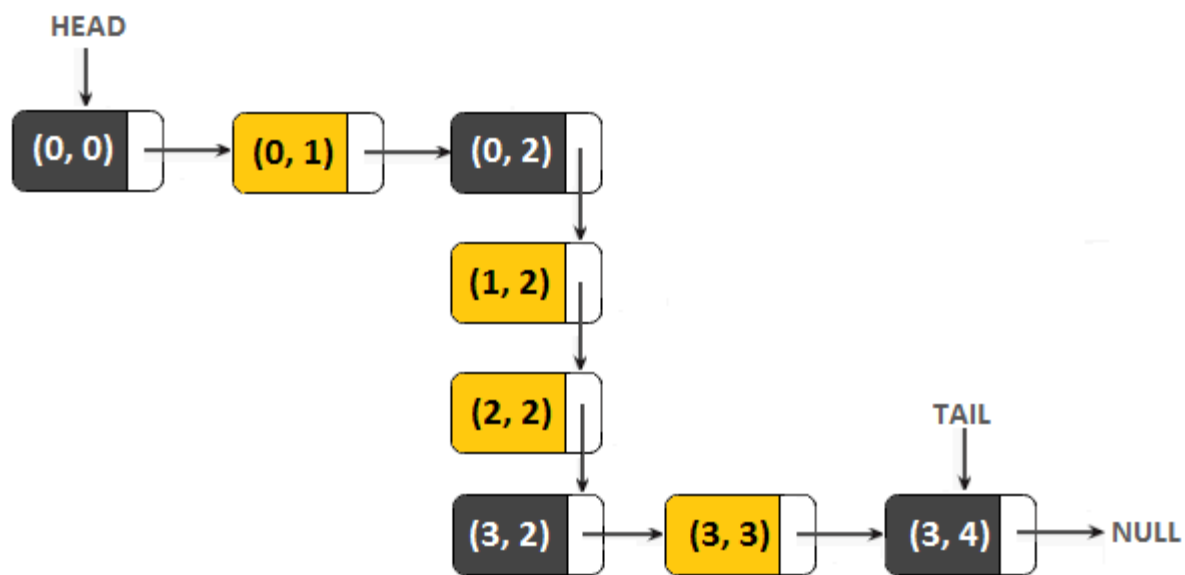 HEAD
(0, 0) (0, 1) (0, 2)
(1, 2)
(2, 2)
TAIL
(3, 2) (3, 3) (3, 4) NULL